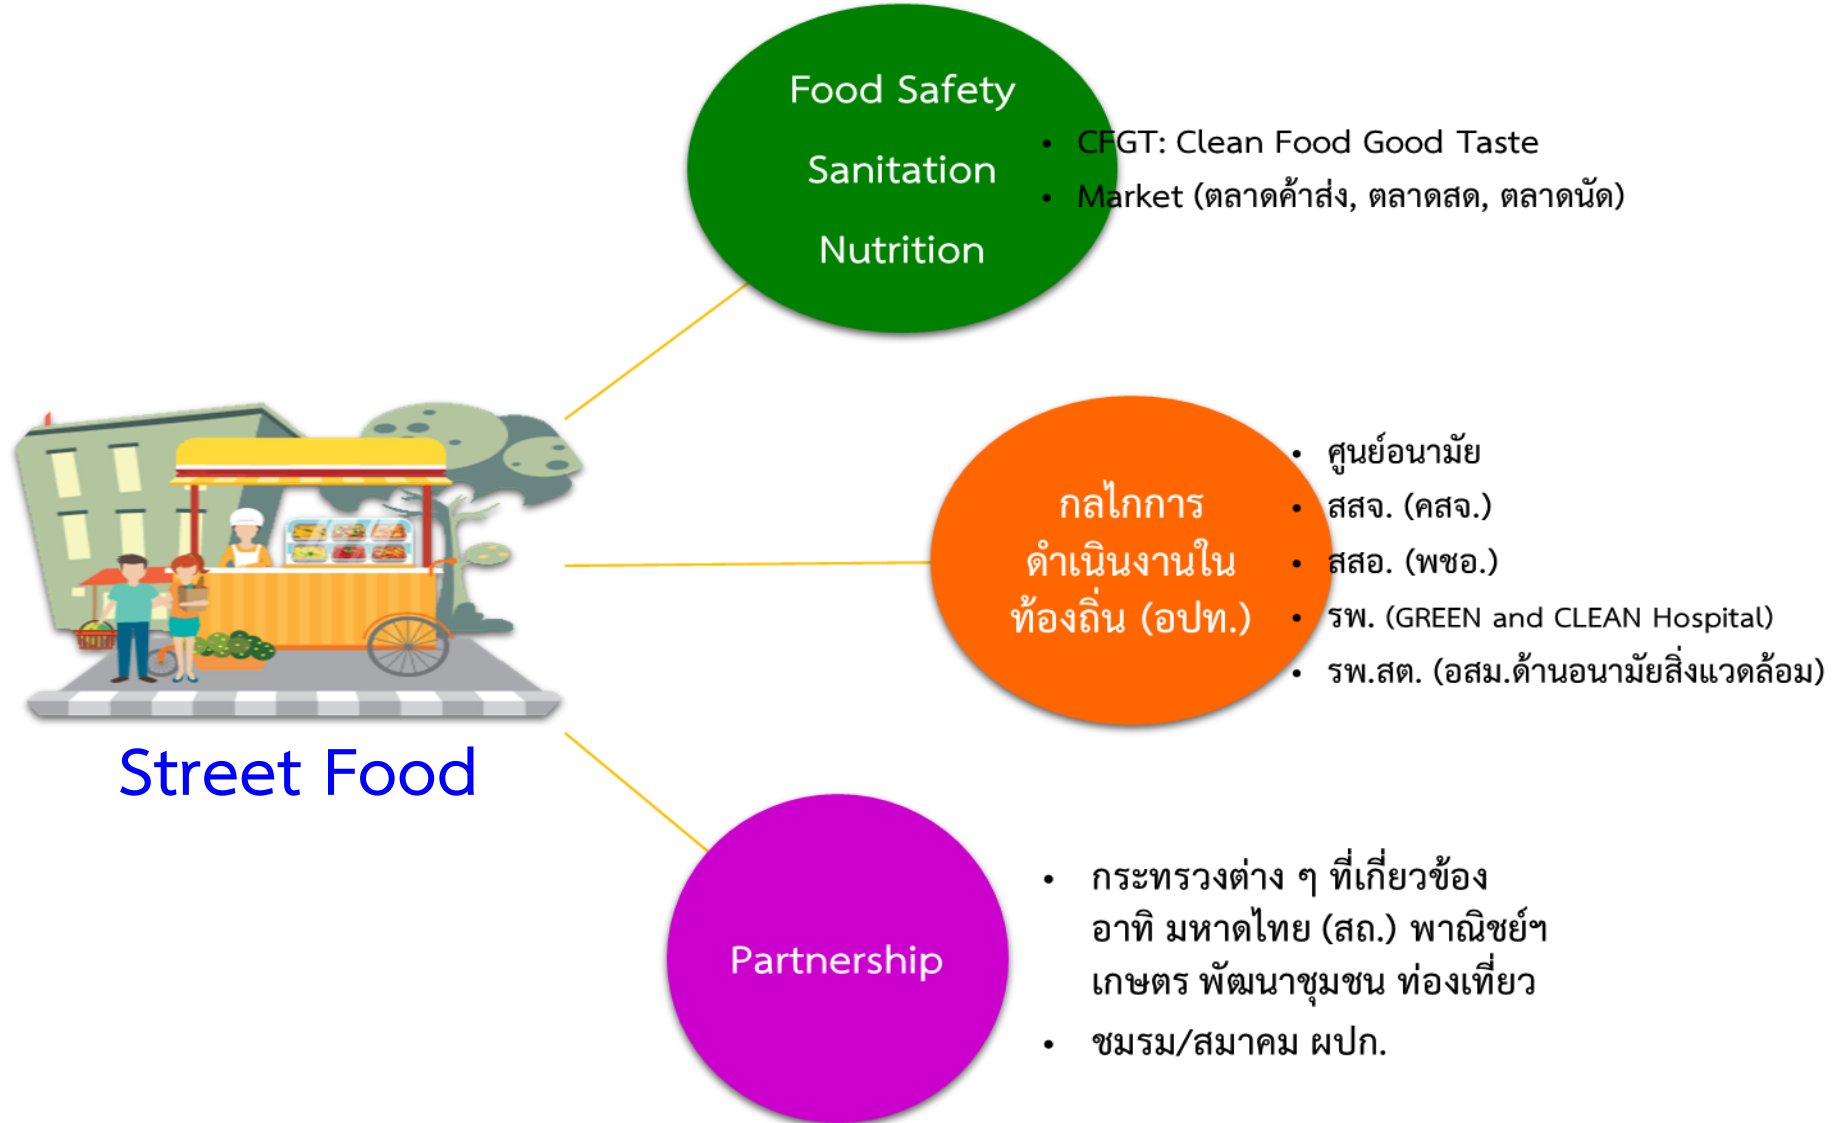 Food Safety
Sanitation
Nutrition
• CFGT: Clean Food Good Taste
• Market (ตลาดค้าส่ง, ตลาดสด, ตลาดนัด)
กลไกการ
ดำเนินงานใน
ท้องถิ่น (อปท.)
• ศูนย์อนามัย
• สสจ. (คสจ.)
• สสอ. (พชอ.)
• รพ. (GREEN and CLEAN Hospital)
• รพ.สต. (อสม.ด้านอนามัยสิ่งแวดล้อม)
Street Food
Partnership
• กระทรวงต่าง ๆ ที่เกี่ยวข้อง
อาทิ มหาดไทย (สถ.) พาณิชย์ฯ
เกษตร พัฒนาชุมชน ท่องเที่ยว
• ชมรม/สมาคม ผปก.